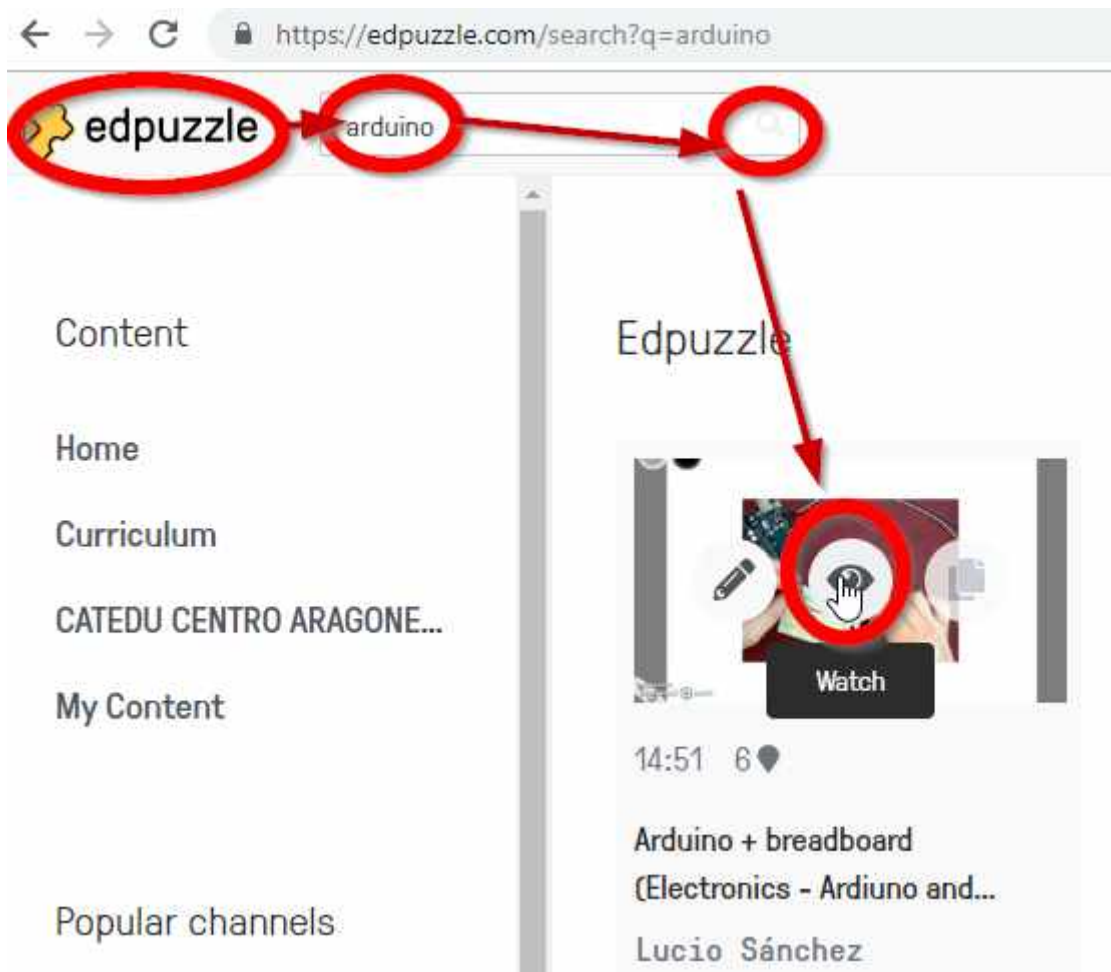 https://edpuzzle.com/search?q=arduino
edpuzzle
arduino
Content
Home
Curriculum
CATEDU CENTRO ARAGONE...
My Content
Popular channels
Edpuzzle
Watch
14:51 6
Arduino + breadboard
(Electronics - Ardiuno and...
Lucio Sánchez